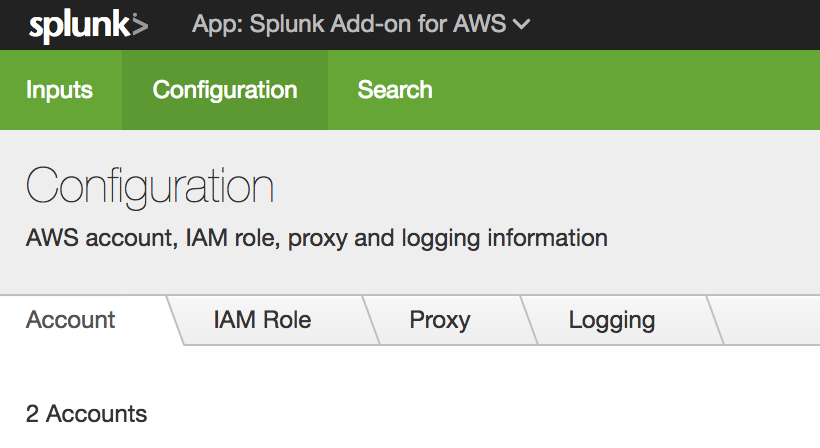 splunk> App: Splunk Add-on for AWS
Inputs Configuration Search
Configuration
AWS account, IAM role, proxy and logging information
Account IAM Role Proxy Logging
2 Accounts